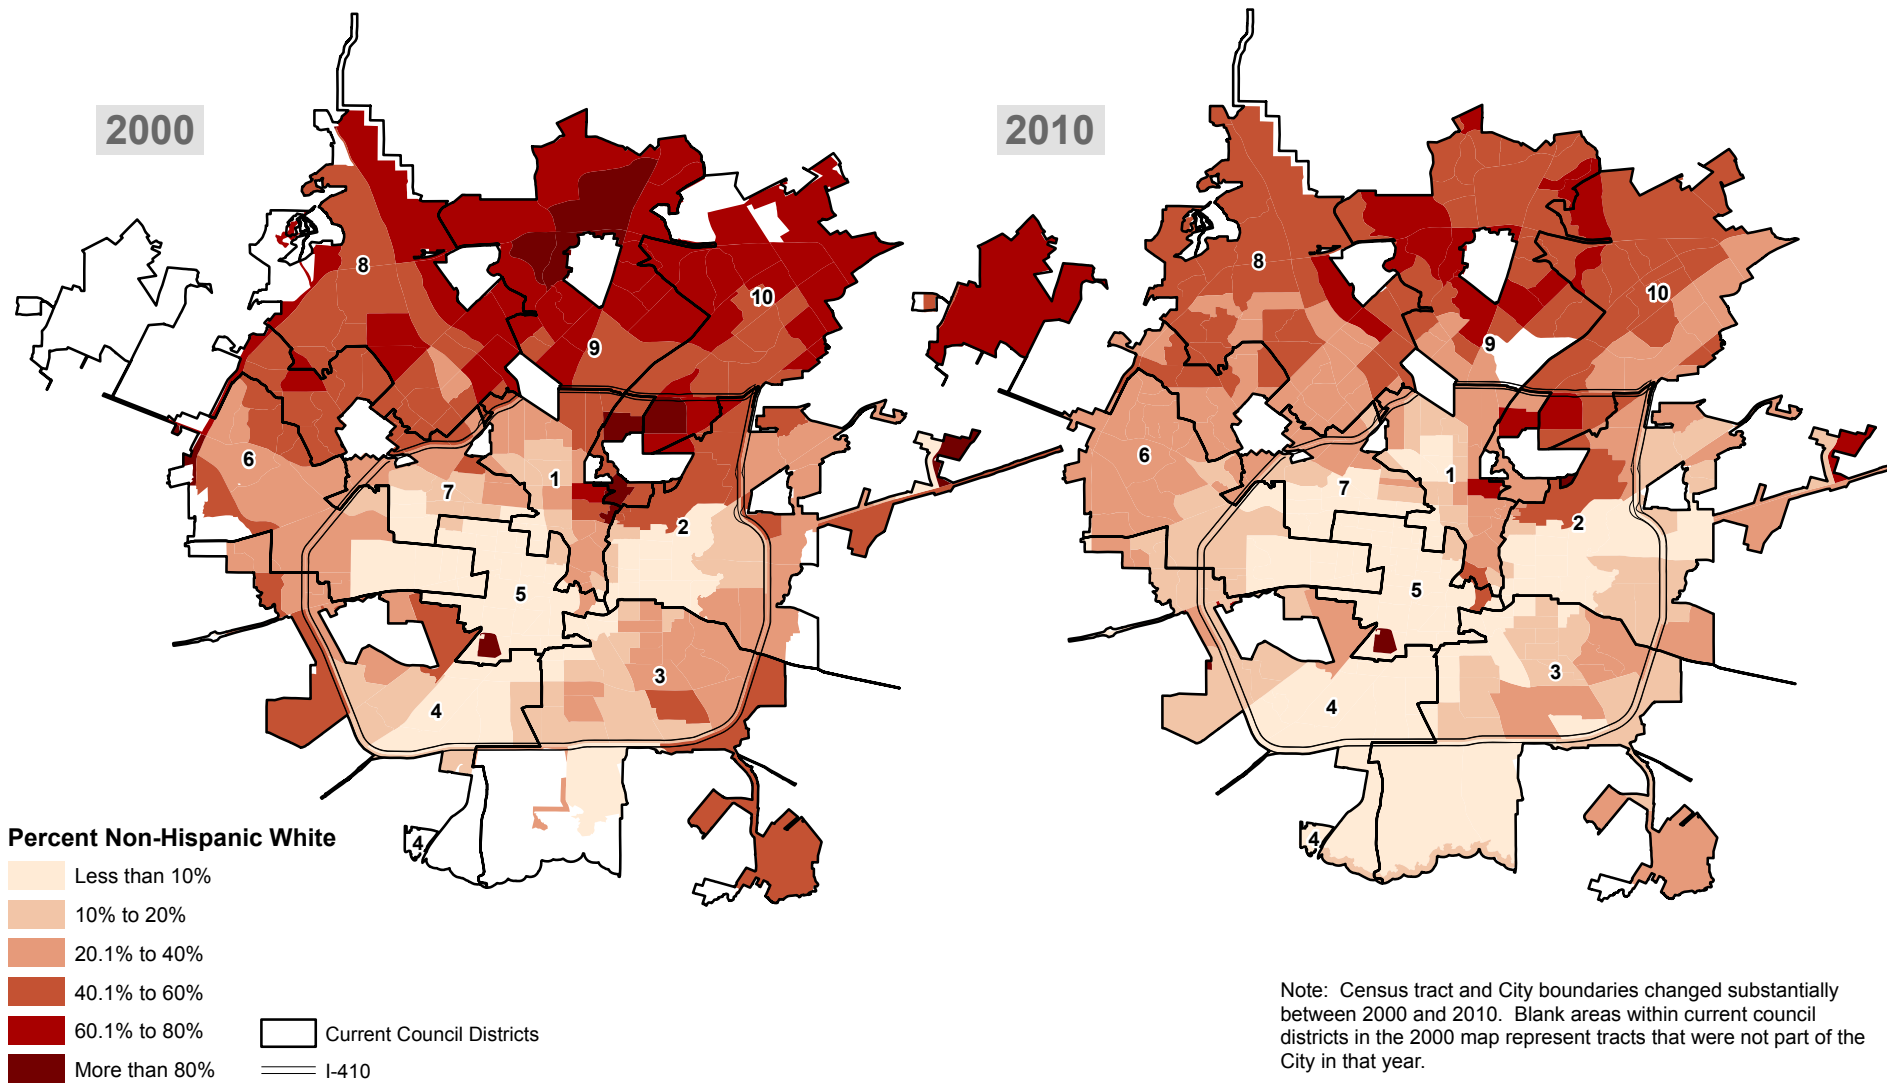 2000
2010
8
10
9
6
7
1
2
5
3
4
4
8
10
9
6
7
1
2
5
3
4
4
Percent Non-Hispanic White
Less than 10%
10% to 20%
20.1% to 40%
40.1% to 60%
60.1% to 80%
More than 80%
Current Council Districts
I-410
Note: Census tract and City boundaries changed substantially
between 2000 and 2010. Blank areas within current council
districts in the 2000 map represent tracts that were not part of the
City in that year.